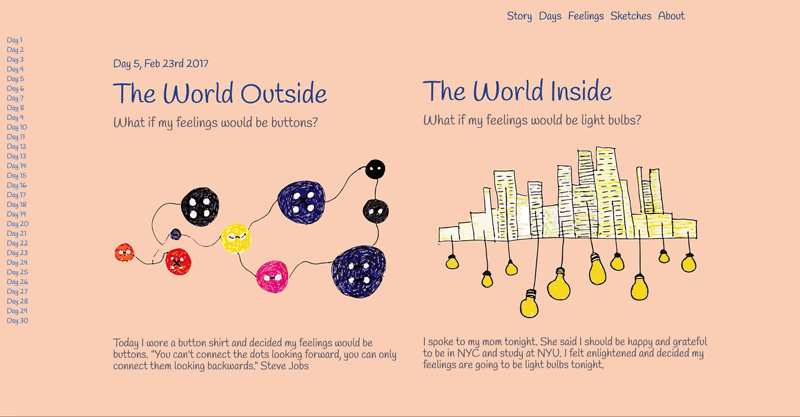 Story Days Feelings Sketches About
Day 1
Day 2
Day 3
Day 4
Day 5
Day 6
Day 7
Day 8
Day 9
Day 10
Day 11
Day 12
Day 13
Day 14
Day 15
Day 16
Day 17
Day 18
Day 19
Day 20
Day 21
Day 22
Day 23
Day 24
Day 25
Day 26
Day 27
Day 28
Day 29
Day 30
Day 5, Feb 23rd 2017
The World Outside
What if my feelings would be buttons?
Today I wore a button shirt and decided my feelings would be
buttons. "You can't connect the dots looking forward, you can only
connect them looking backwards." Steve Jobs
The World Inside
What if my feelings would be light bulbs?
I spoke to my mom tonight. She said I should be happy and grateful
to be in NYC and study at NYU. I felt enlightened and decided my
feelings are going to be light bulbs tonight.